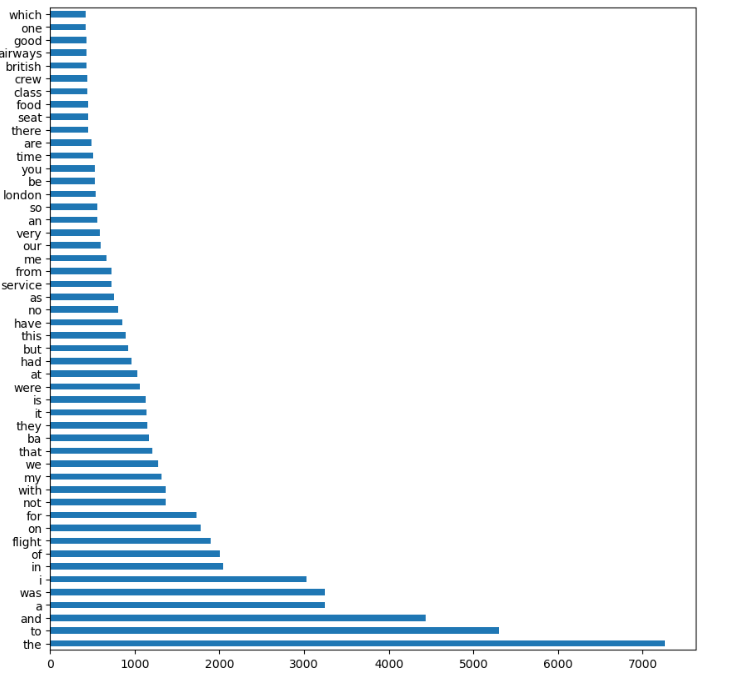 which
one
good
airways
british
crew
class
food
seat
there
are
time
you
be
london
so
an
very
our
me
from
service
as
no
have
this
but
had
at
were
is
it
they
ba
that
we
my
with
not
for
on
flight
of
in
i
was
a
and
to
the
0 1000 2000 3000 4000 5000 6000 7000